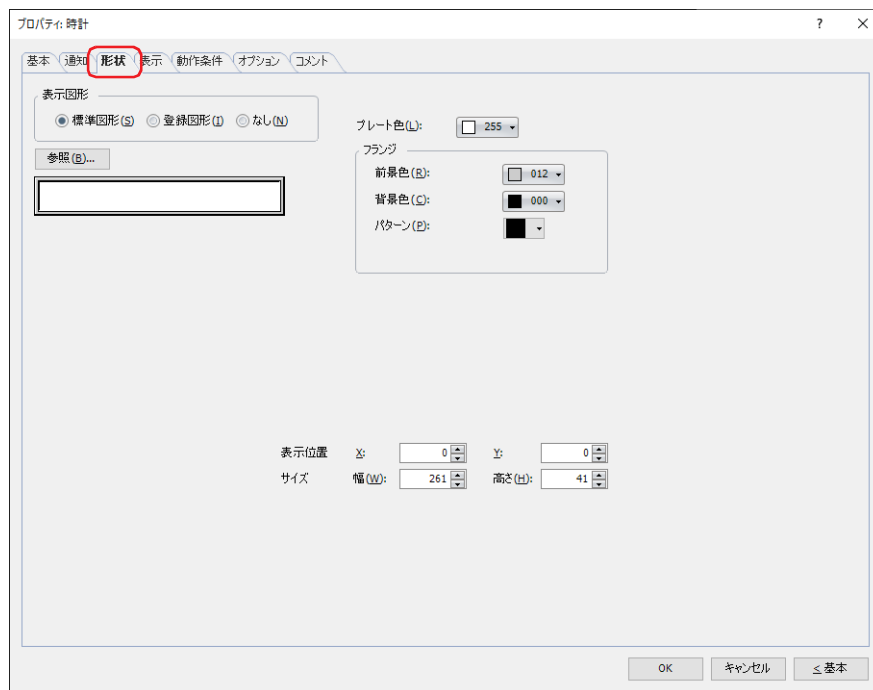 プロパティ: 時計
?
基本 通知 形状 表示 動作条件 オプション コメント
表示図形
標準図形(S) 登録図形(I) なし(N)
参照(B)...
プレート色(L): 255
フランジ
前景色(R): 012
背景色(C): 000
パターン(P):
表示位置 X: 0 Y: 0
サイズ 幅(W): 261 高さ(H): 41
OK キャンセル < 基本